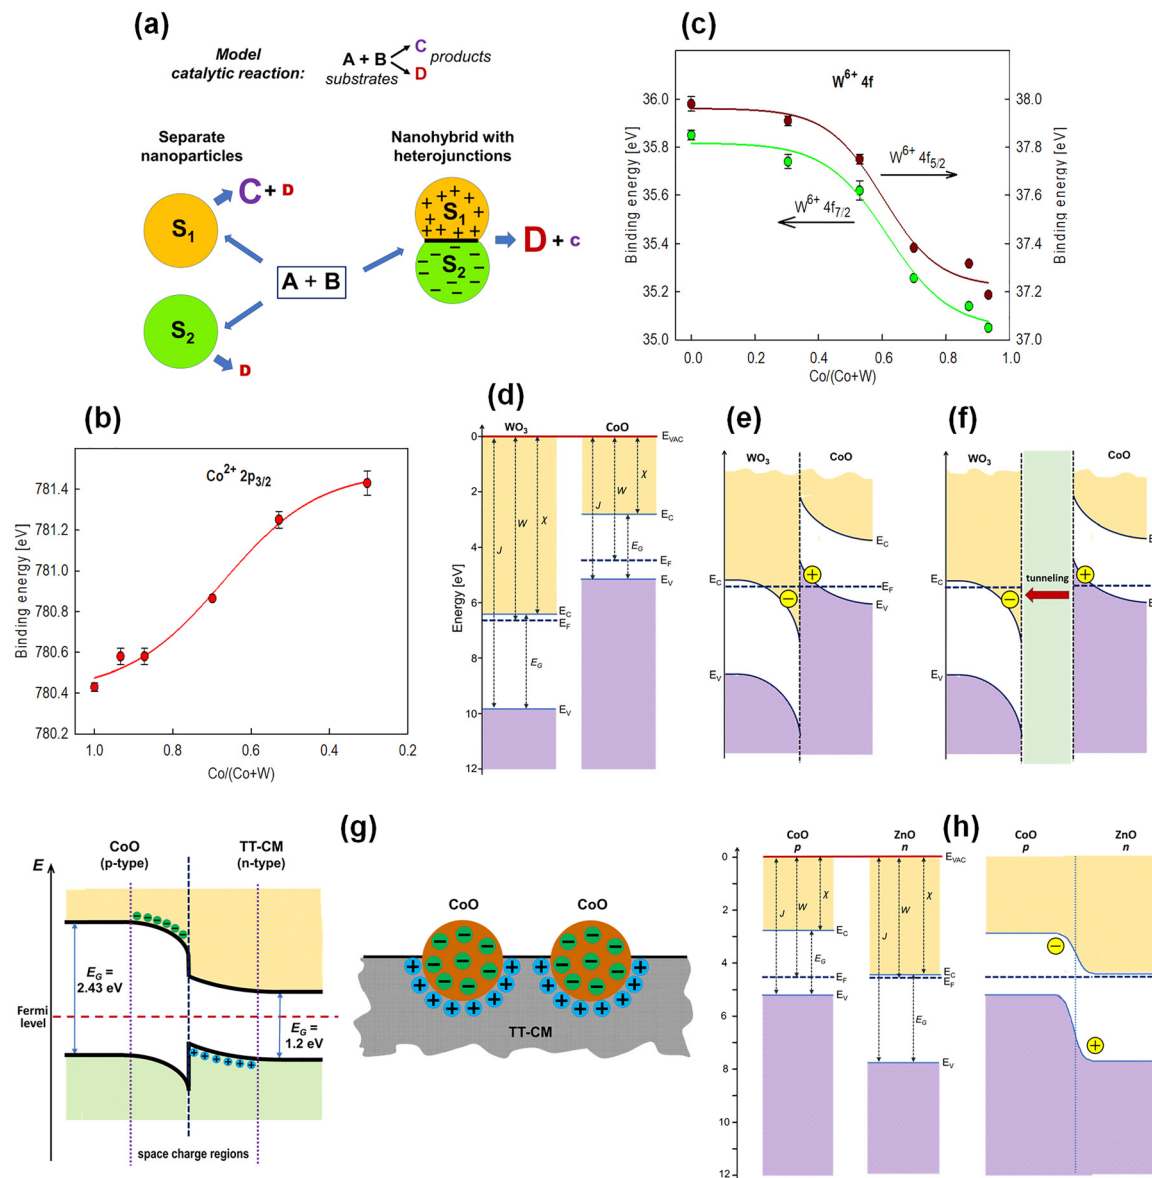 (a)
Model
catalytic reaction:
A + B
substrates
C
products
D
Separate
nanoparticles
Nanohybrid with
heterojunctions
S1
C + D
S1
S2
D + c
A + B
S2
D
(c)
W6+ 4f
Binding energy [eV]
36.0
35.8
35.6
35.4
35.2
35.0
38.0
37.8
37.6
37.4
37.2
37.0
Binding energy [eV]
W6+ 4f5/2
W6+ 4f7/2
0.0 0.2 0.4 0.6 0.8 1.0
Co/(Co+W)
(b)
Co2+ 2p3/2
Binding energy [eV]
781.4
781.2
781.0
780.8
780.6
780.4
780.2
1.0 0.8 0.6 0.4 0.2
Co/(Co+W)
(d)
WO3 CoO
0
2
4
6
8
10
12
Energy [eV]
EVAC
J W χ
J W χ
EC
EG
EF
EV
EC
EF
EG
EV
(e)
WO3 CoO
EC
EC
EF
EV
EV
+
−
(f)
WO3 CoO
EC
EV
tunneling
+
−
E
E
E
(g)
E
CoO
(p-type)
TT-CM
(n-type)
EG =
2.43 eV
Fermi
level
EG =
1.2 eV
space charge regions
CoO CoO
TT-CM
(h)
CoO
p
ZnO
n
0
2
4
6
8
10
12
EVAC
J W χ
J W χ
EC
EG
EF
EV
EC
EF
EG
EV
CoO
p
ZnO
n
−
+